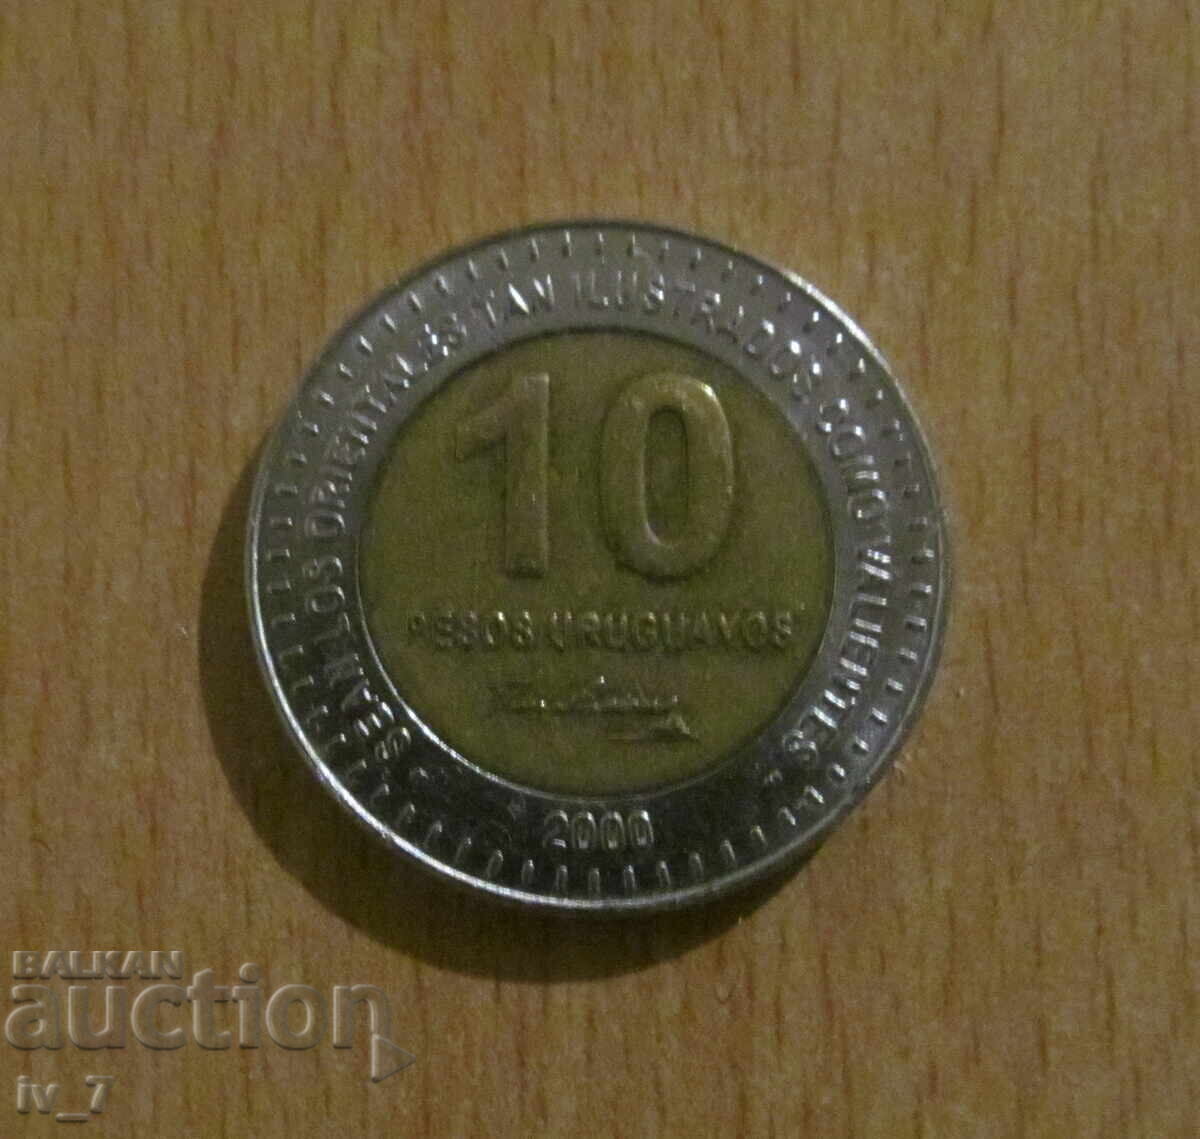 SEAN LOS ORIENTALES TAN ILUSTRADOS COMO VALIENTES
10
PESOS URUGUAYOS
2000
BALKAN
auction
iv_7